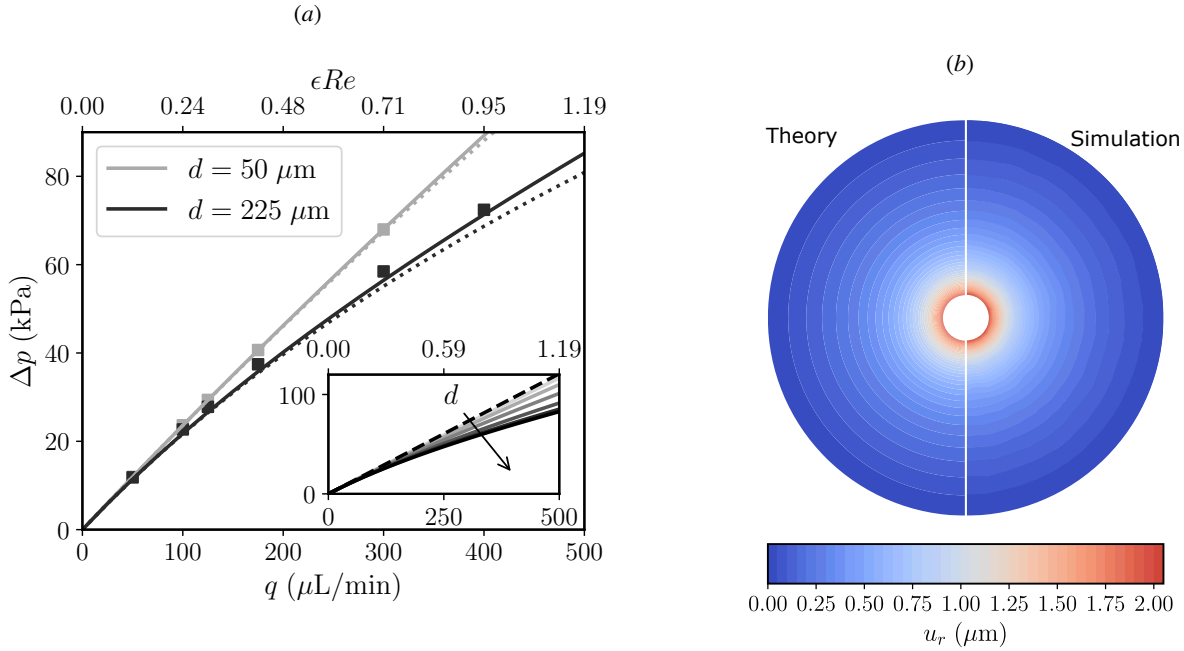 (a)
ϵRe
0.00 0.24 0.48 0.71 0.95 1.19
d = 50 μm
d = 225 μm
Δp (kPa)
80
60
40
20
0
0 100 200 300 400 500
q (μL/min)
0.00 0.59 1.19
100
0
d
0 250 500
(b)
Theory
Simulation
0.00 0.25 0.50 0.75 1.00 1.25 1.50 1.75 2.00
u_r (μm)